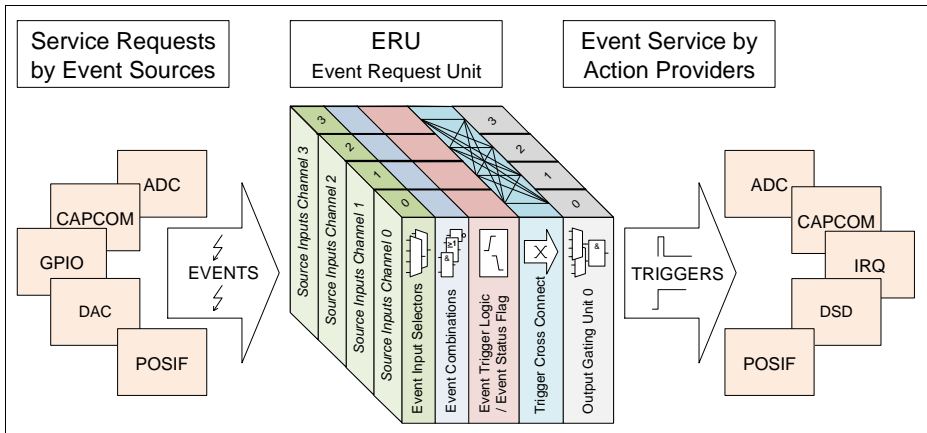 Service Requests
by Event Sources
ERU
Event Request Unit
Event Service by
Action Providers
ADC
CAPCOM
GPIO
DAC
POSIF
EVENTS
3
2
1
0
Source Inputs Channel 3
Source Inputs Channel 2
Source Inputs Channel 1
Source Inputs Channel 0
Event Input Selectors
Event Combinations
≥1
&
Event Trigger Logic
/ Event Status Flag
Trigger Cross Connect
X
Output Gating Unit 0
&
3
2
1
0
TRIGGERS
ADC
CAPCOM
IRQ
DSD
POSIF